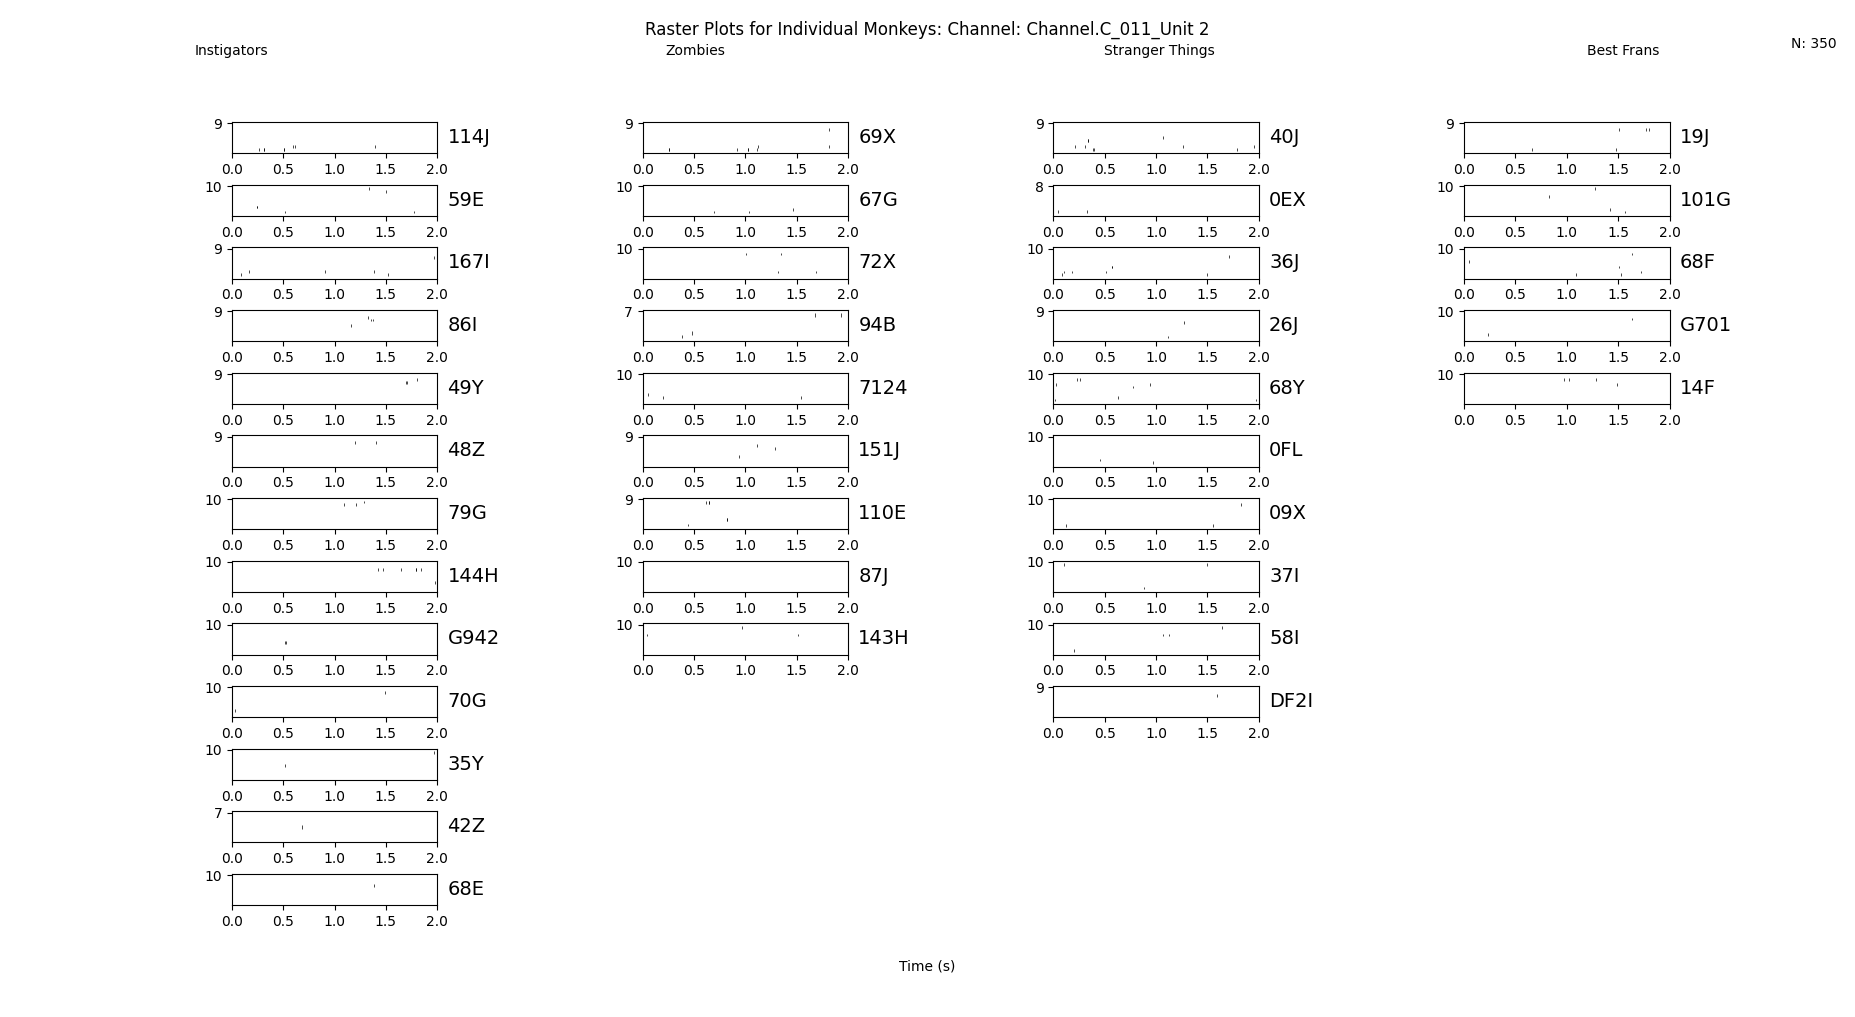 Raster Plots for Individual Monkeys: Channel: Channel.C_011_Unit 2
Instigators Zombies Stranger Things Best Frans N: 350
9 114J 9 69X 9 40J 9 19J
0.0 0.5 1.0 1.5 2.0 0.0 0.5 1.0 1.5 2.0 0.0 0.5 1.0 1.5 2.0 0.0 0.5 1.0 1.5 2.0
10 59E 10 67G 8 0EX 10 101G
0.0 0.5 1.0 1.5 2.0 0.0 0.5 1.0 1.5 2.0 0.0 0.5 1.0 1.5 2.0 0.0 0.5 1.0 1.5 2.0
9 167I 10 72X 10 36J 10 68F
0.0 0.5 1.0 1.5 2.0 0.0 0.5 1.0 1.5 2.0 0.0 0.5 1.0 1.5 2.0 0.0 0.5 1.0 1.5 2.0
9 86I 7 94B 9 26J 10 G701
0.0 0.5 1.0 1.5 2.0 0.0 0.5 1.0 1.5 2.0 0.0 0.5 1.0 1.5 2.0 0.0 0.5 1.0 1.5 2.0
9 49Y 10 7124 10 68Y 10 14F
0.0 0.5 1.0 1.5 2.0 0.0 0.5 1.0 1.5 2.0 0.0 0.5 1.0 1.5 2.0 0.0 0.5 1.0 1.5 2.0
9 48Z 9 151J 10 0FL
0.0 0.5 1.0 1.5 2.0 0.0 0.5 1.0 1.5 2.0 0.0 0.5 1.0 1.5 2.0
10 79G 9 110E 10 09X
0.0 0.5 1.0 1.5 2.0 0.0 0.5 1.0 1.5 2.0 0.0 0.5 1.0 1.5 2.0
10 144H 10 87J 10 37I
0.0 0.5 1.0 1.5 2.0 0.0 0.5 1.0 1.5 2.0 0.0 0.5 1.0 1.5 2.0
10 G942 10 143H 10 58I
0.0 0.5 1.0 1.5 2.0 0.0 0.5 1.0 1.5 2.0 0.0 0.5 1.0 1.5 2.0
10 70G 9 DF2I
0.0 0.5 1.0 1.5 2.0 0.0 0.5 1.0 1.5 2.0
10 35Y
0.0 0.5 1.0 1.5 2.0
7 42Z
0.0 0.5 1.0 1.5 2.0
10 68E
0.0 0.5 1.0 1.5 2.0
Time (s)